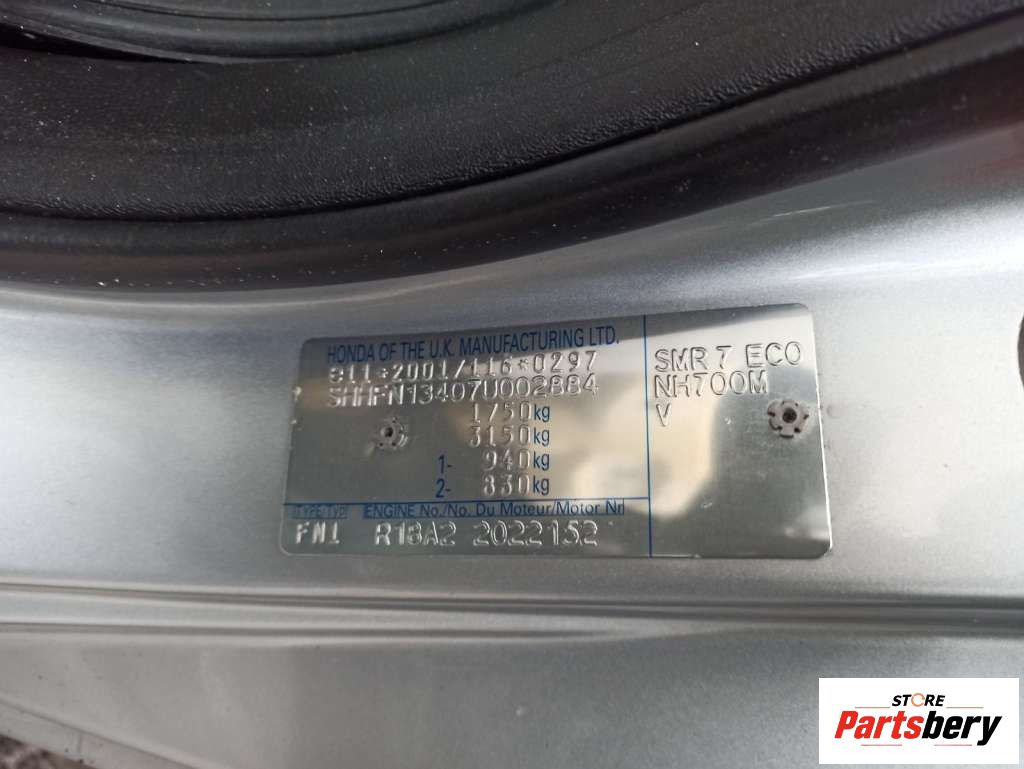 HONDA OF THE U.K. MANUFACTURING LTD.
e11*2001/116*0297
SHHFN13407U002884
1750kg
3150kg
1- 940kg
2- 830kg
TYPE/TYP ENGINE No./No. Du Moteur/Motor Nr
FN1 R18A2 2022152
SMR 7 ECO
NH700M
V
STORE
Partsbery